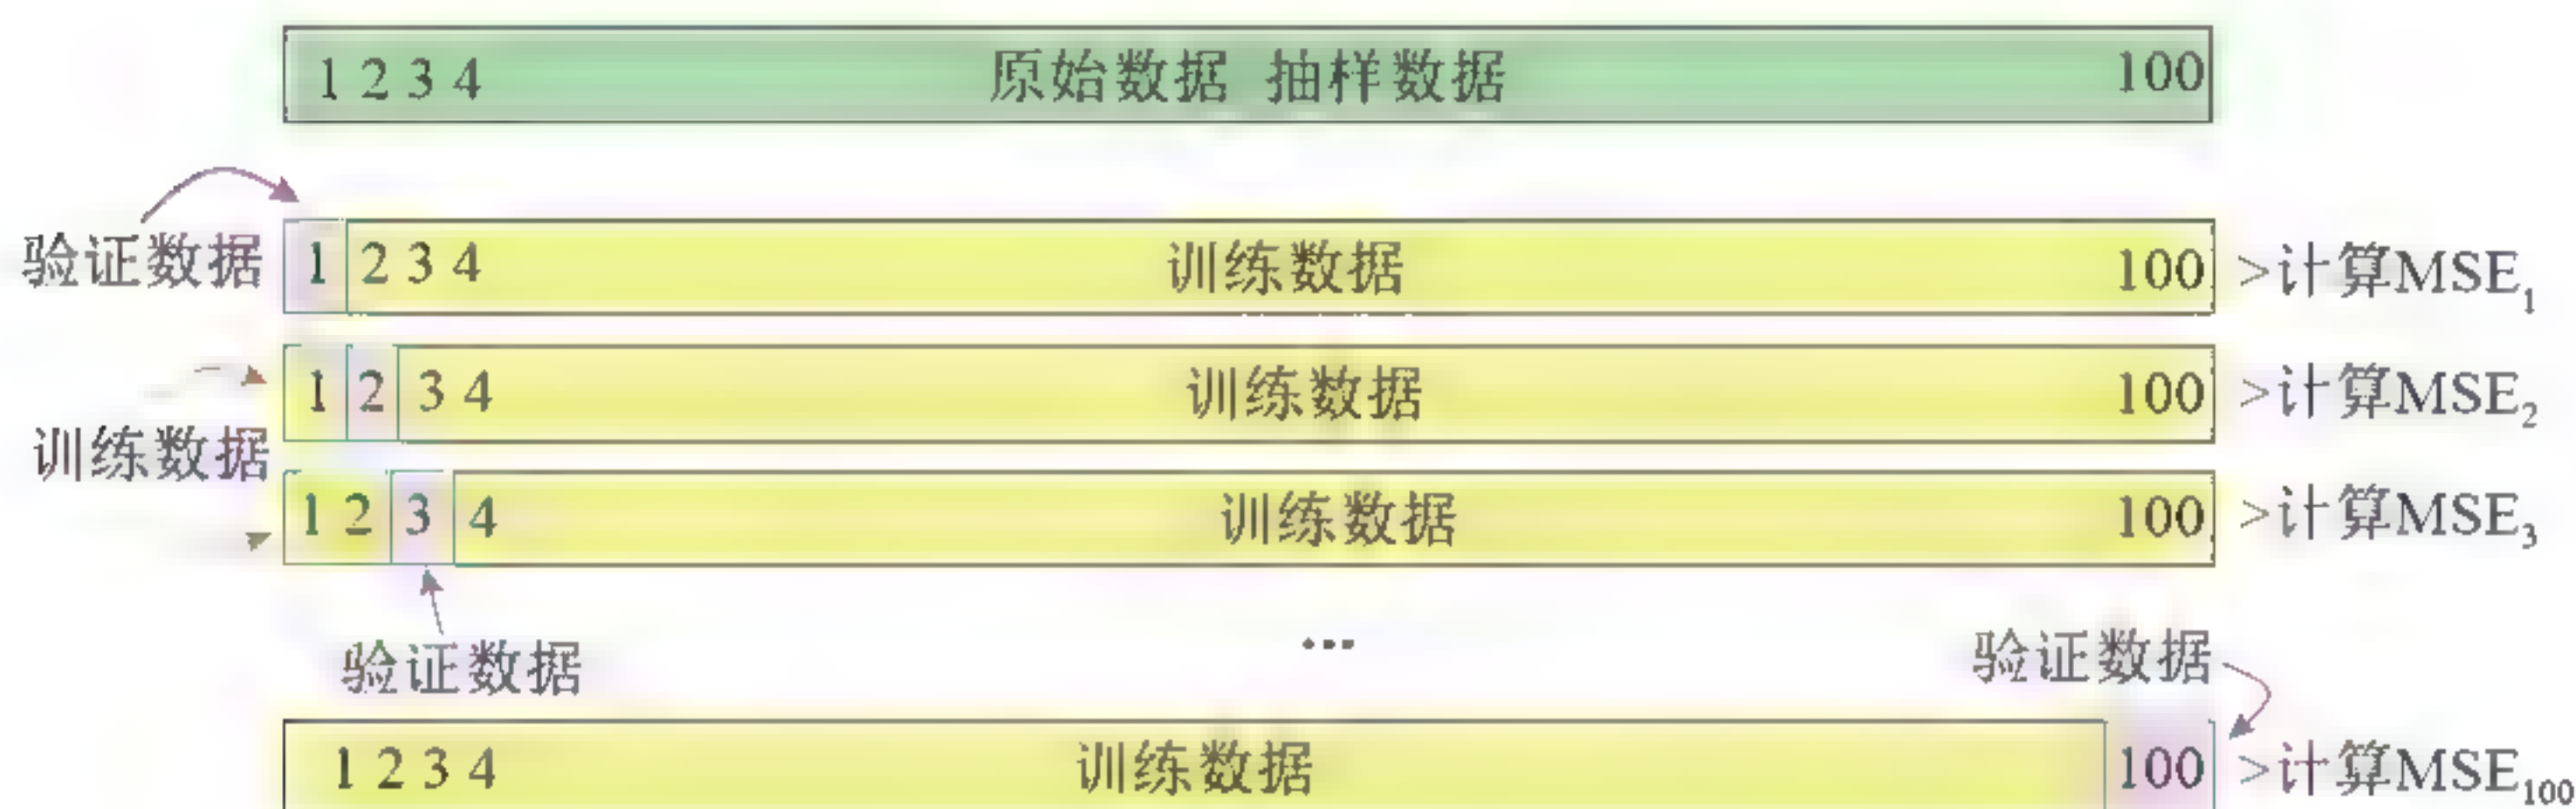 1 2 3 4 原始数据 抽样数据 100
验证数据 1 2 3 4 训练数据 100 >计算MSE₁
1 2 3 4 训练数据 100 >计算MSE₂
训练数据
1 2 3 4 训练数据 100 >计算MSE₃
验证数据 ... 验证数据
1 2 3 4 训练数据 100 >计算MSE₁₀₀